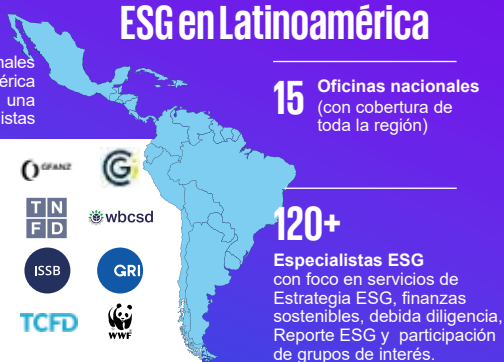 ESG en Latinoamérica
nales
érica
una
istas
15 Oficinas nacionales
(con cobertura de
toda la región)
GFANZ
TN
FD
wbcsd
ISSB
GRI
TCFD
WWF
120+
Especialistas ESG
con foco en servicios de
Estrategia ESG, finanzas
sostenibles, debida diligencia,
Reporte ESG y participación
de grupos de interés.